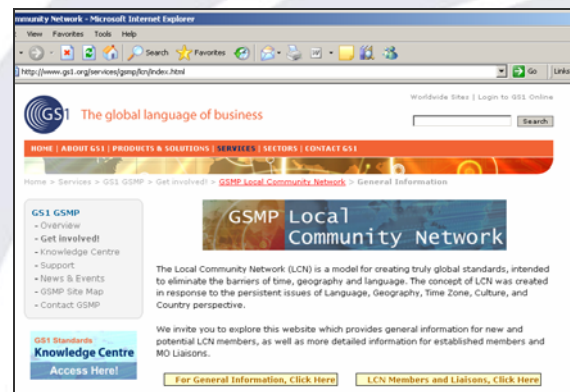 mmunity Network - Microsoft Internet Explorer
View Favorites Tools Help
Search Favorites
http://www.gs1.org/services/gsmp/lcn/index.html Go Links
Worldwide Sites | Login to GS1 Online
GS1 The global language of business
Search
HOME | ABOUT GS1 | PRODUCTS & SOLUTIONS | SERVICES | SECTORS | CONTACT GS1
Home > Services > GS1 GSMP > Get involved! > GSMP Local Community Network > General Information
GS1 GSMP
- Overview
- Get involved!
- Knowledge Centre
- Support
- News & Events
- GSMP Site Map
- Contact GSMP
GS1 Standards
Knowledge Centre
Access Here!
GSMP Local
Community Network
The Local Community Network (LCN) is a model for creating truly global standards, intended
to eliminate the barriers of time, geography and language. The concept of LCN was created
in response to the persistent issues of Language, Geography, Time Zone, Culture, and
Country perspective.
We invite you to explore this website which provides general information for new and
potential LCN members, as well as more detailed information for established members and
MO Liaisons.
For General Information, Click Here
LCN Members and Liaisons, Click Here